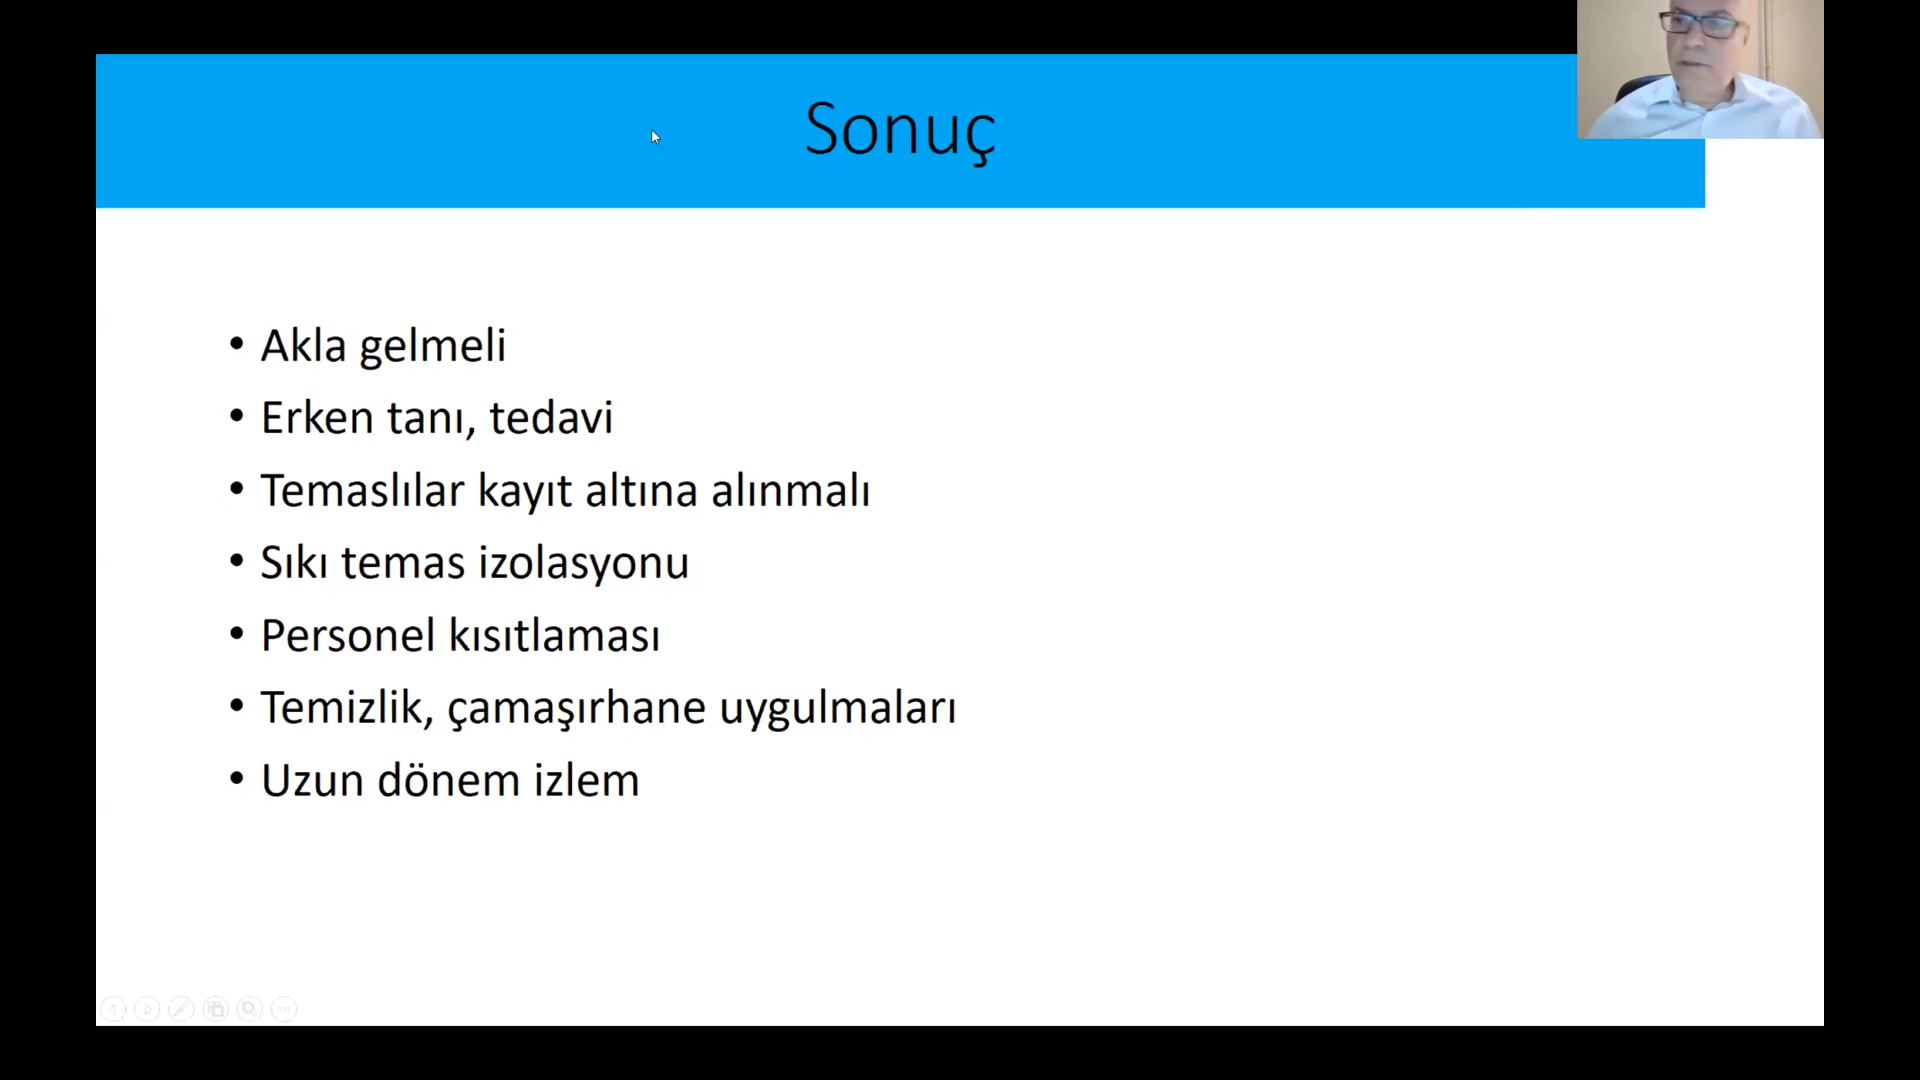 Sonuç
• Akla gelmeli
• Erken tanı, tedavi
• Temaslılar kayıt altına alınmalı
• Sıkı temas izolasyonu
• Personel kısıtlaması
• Temizlik, çamaşırhane uygulmaları
• Uzun dönem izlem